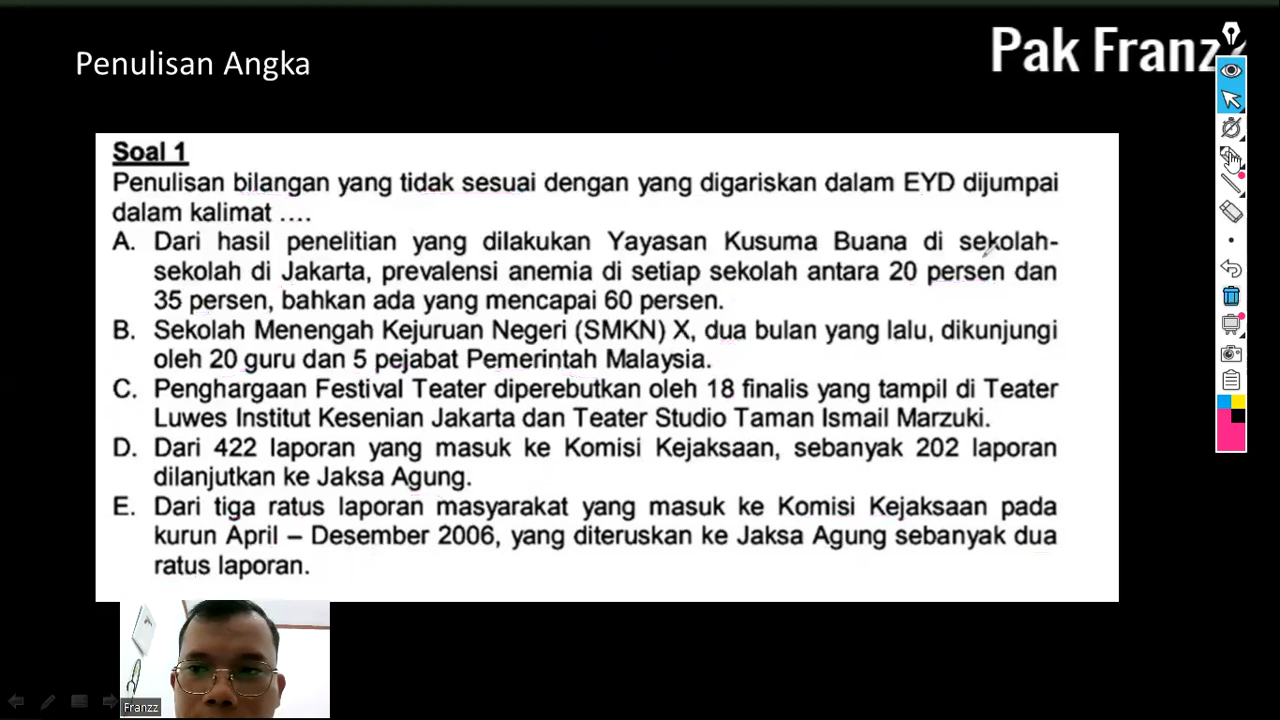 Penulisan Angka
Pak Franzz
Soal 1
Penulisan bilangan yang tidak sesuai dengan yang digariskan dalam EYD dijumpai
dalam kalimat ....
A. Dari hasil penelitian yang dilakukan Yayasan Kusuma Buana di sekolah-
sekolah di Jakarta, prevalensi anemia di setiap sekolah antara 20 persen dan
35 persen, bahkan ada yang mencapai 60 persen.
B. Sekolah Menengah Kejuruan Negeri (SMKN) X, dua bulan yang lalu, dikunjungi
oleh 20 guru dan 5 pejabat Pemerintah Malaysia.
C. Penghargaan Festival Teater diperebutkan oleh 18 finalis yang tampil di Teater
Luwes Institut Kesenian Jakarta dan Teater Studio Taman Ismail Marzuki.
D. Dari 422 laporan yang masuk ke Komisi Kejaksaan, sebanyak 202 laporan
dilanjutkan ke Jaksa Agung.
E. Dari tiga ratus laporan masyarakat yang masuk ke Komisi Kejaksaan pada
kurun April – Desember 2006, yang diteruskan ke Jaksa Agung sebanyak dua
ratus laporan.
Franzz